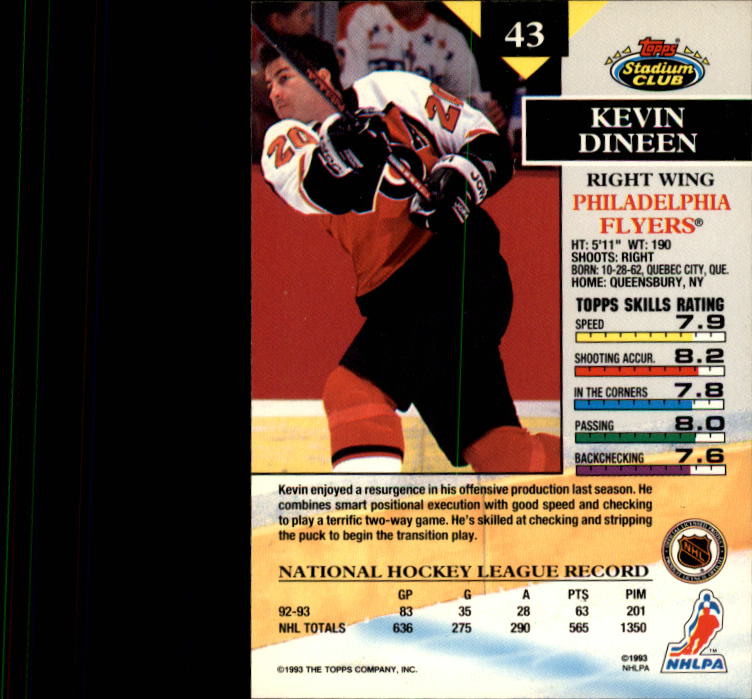 43
Topps
Stadium
CLUB
KEVIN
DINEEN
RIGHT WING
PHILADELPHIA
FLYERS®
HT: 5'11" WT: 190
SHOOTS: RIGHT
BORN: 10-28-62, QUEBEC CITY, QUE.
HOME: QUEENSBURY, NY
TOPPS SKILLS RATING
SPEED 7.9
SHOOTING ACCUR. 8.2
IN THE CORNERS 7.8
PASSING 8.0
BACKCHECKING 7.6
20
20
Kevin enjoyed a resurgence in his offensive production last season. He
combines smart positional execution with good speed and checking
to play a terrific two-way game. He's skilled at checking and stripping
the puck to begin the transition play.
NATIONAL HOCKEY LEAGUE RECORD
GP G A PTS PIM
92-93 83 35 28 63 201
NHL TOTALS 636 275 290 565 1350
NHL
©1993 THE TOPPS COMPANY, INC.
©1993
NHLPA
NHLPA
TM